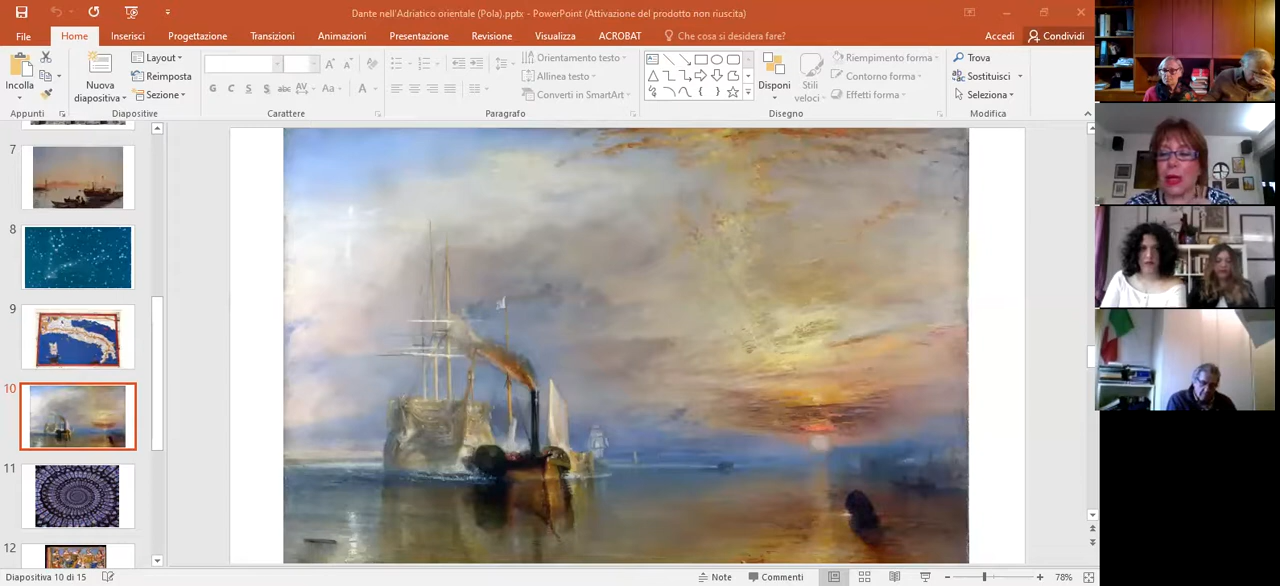 Dante nell'Adriatico orientale (Pola).pptx - PowerPoint (Attivazione del prodotto non riuscita)
File Home Inserisci Progettazione Transizioni Animazioni Presentazione Revisione Visualizza ACROBAT Che cosa si desidera fare? Accedi Condividi
Incolla
Nuova
diapositiva
Layout
Reimposta
Sezione
G C S S abc AV Aa A
Orientamento testo
Allinea testo
Converti in SmartArt
Disponi
Stili
veloci
Riempimento forma
Contorno forma
Effetti forma
Trova
Sostituisci
Seleziona
Appunti Diapositive Carattere Paragrafo Disegno Modifica
7
8
9
10
11
12
Diapositiva 10 di 15 Note Commenti 78%